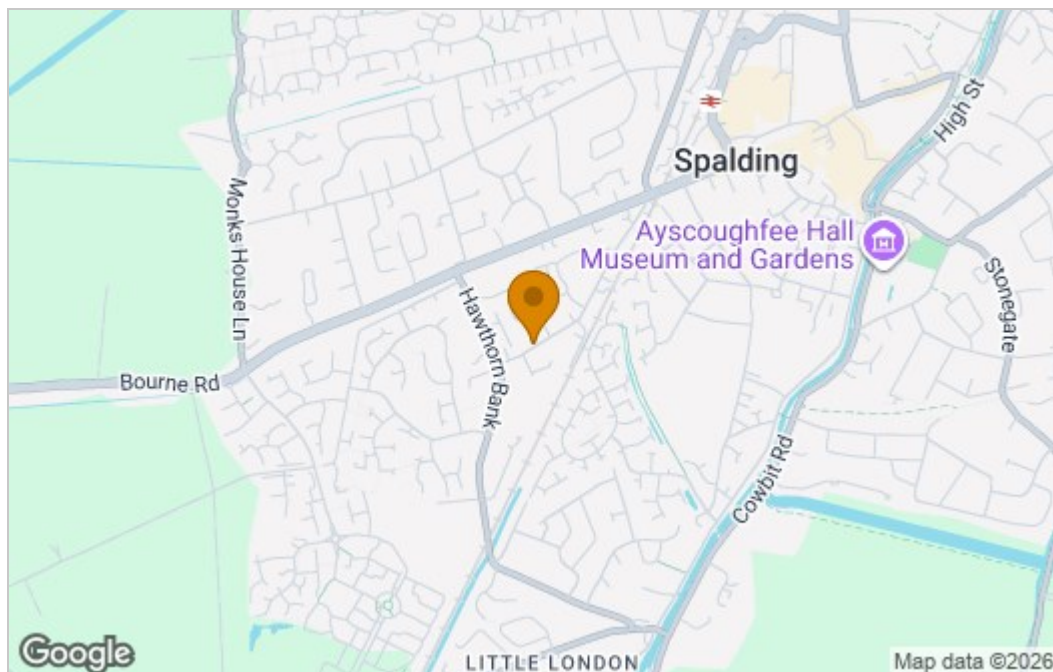 High St
Spalding
Monks House Ln
Ayscoughfee Hall
Museum and Gardens
Stonegate
Hawthorn Bank
Bourne Rd
Cowbit Rd
LITTLE LONDON
Google
Map data ©2026